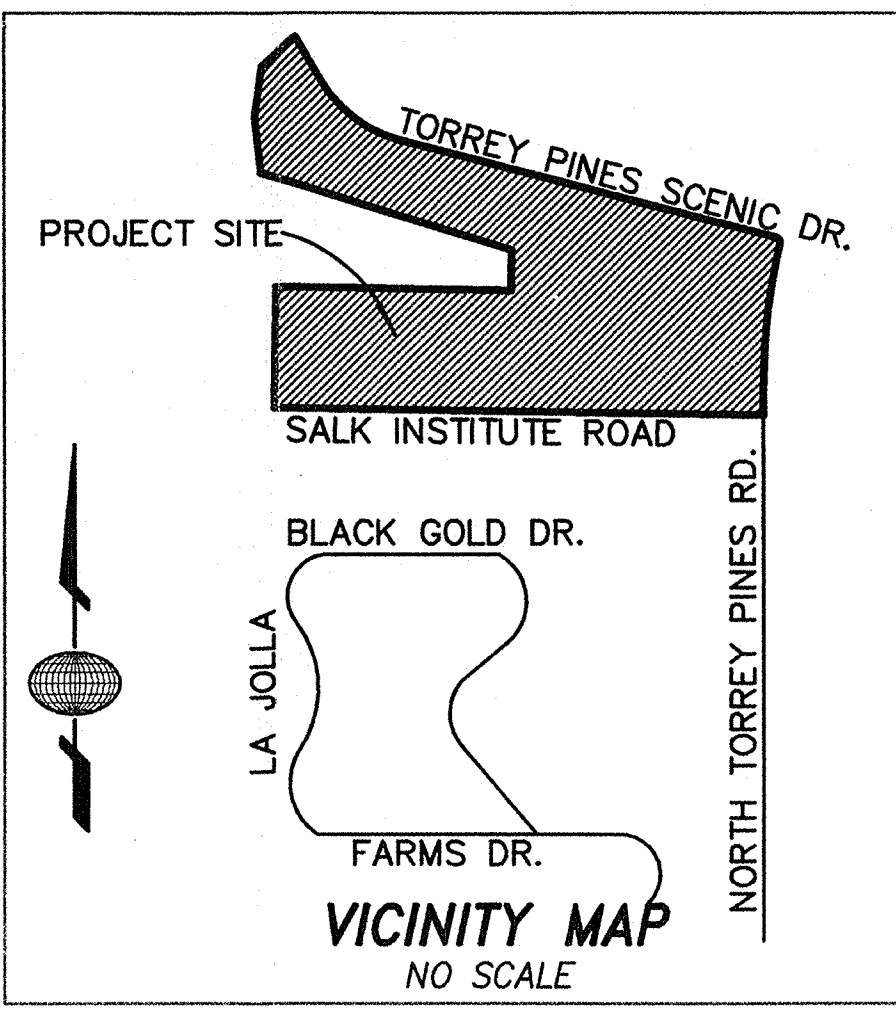 TORREY PINES SCENIC DR.
PROJECT SITE
SALK INSTITUTE ROAD
BLACK GOLD DR.
LA JOLLA
NORTH TORREY PINES RD.
FARMS DR.
VICINITY MAP
NO SCALE